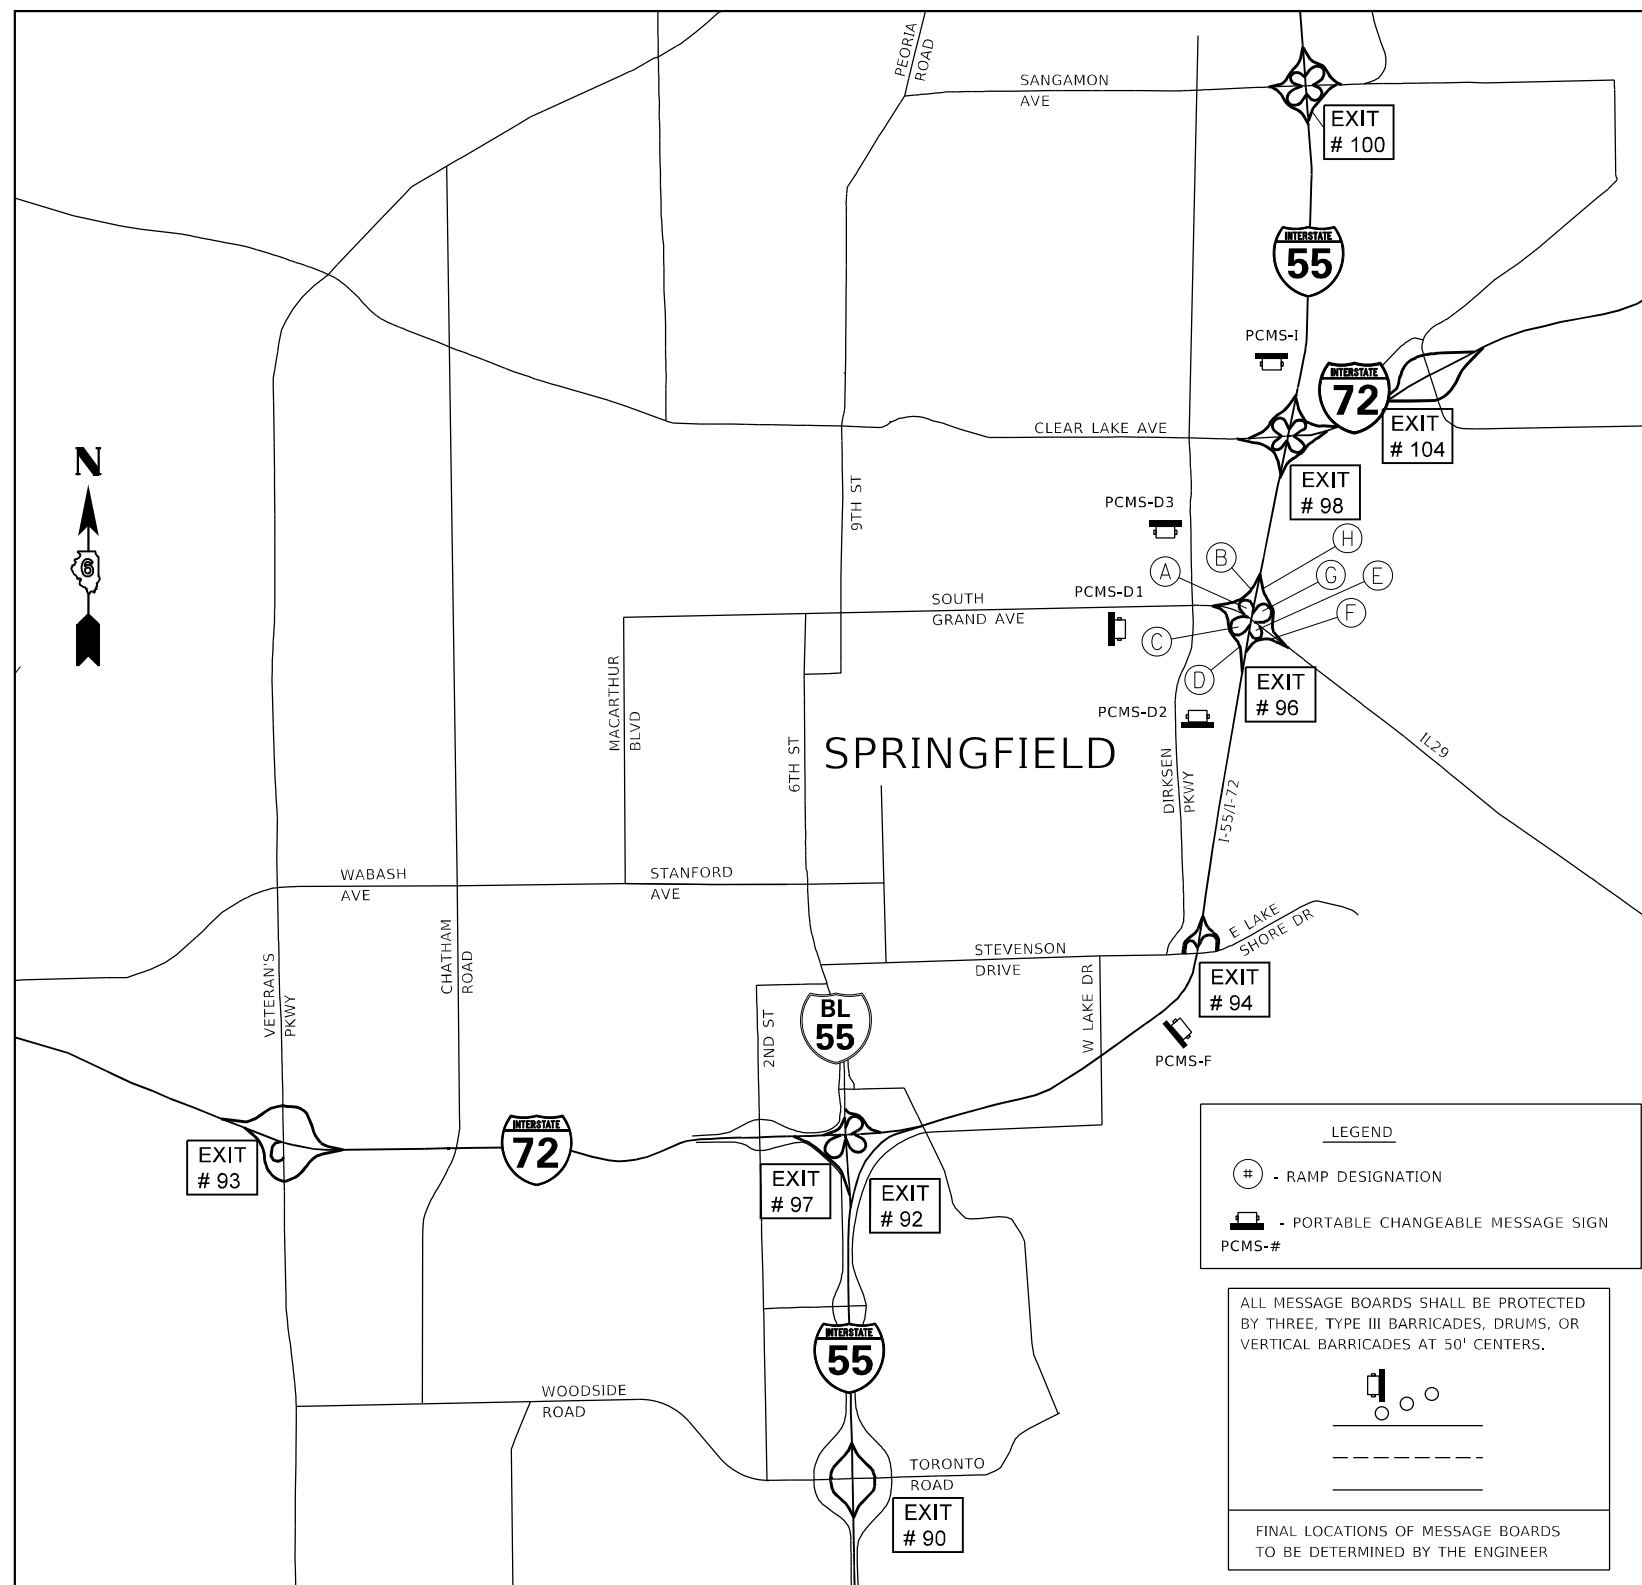 PEORIA
ROAD
SANGAMON
AVE
EXIT
# 100
INTERSTATE
55
PCMS-I
INTERSTATE
72
EXIT
# 104
CLEAR LAKE AVE
N
6
EXIT
# 98
9TH ST
PCMS-D3
H
B
A
G
E
F
C
D
PCMS-D1
SOUTH
GRAND AVE
EXIT
# 96
MACARTHUR
BLVD
PCMS-D2
6TH ST
SPRINGFIELD
DIRKSEN
PKWY
IL29
I-55/I-72
WABASH
AVE
STANFORD
AVE
CHATHAM
ROAD
VETERAN'S
PKWY
STEVENSON
DRIVE
E LAKE
SHORE DR
W LAKE DR
EXIT
# 94
BL
55
2ND ST
PCMS-F
EXIT
# 93
INTERSTATE
72
EXIT
# 97
EXIT
# 92
LEGEND
# - RAMP DESIGNATION
- PORTABLE CHANGEABLE MESSAGE SIGN
PCMS-#
ALL MESSAGE BOARDS SHALL BE PROTECTED
BY THREE, TYPE III BARRICADES, DRUMS, OR
VERTICAL BARRICADES AT 50' CENTERS.
INTERSTATE
55
WOODSIDE
ROAD
TORONTO
ROAD
EXIT
# 90
FINAL LOCATIONS OF MESSAGE BOARDS
TO BE DETERMINED BY THE ENGINEER